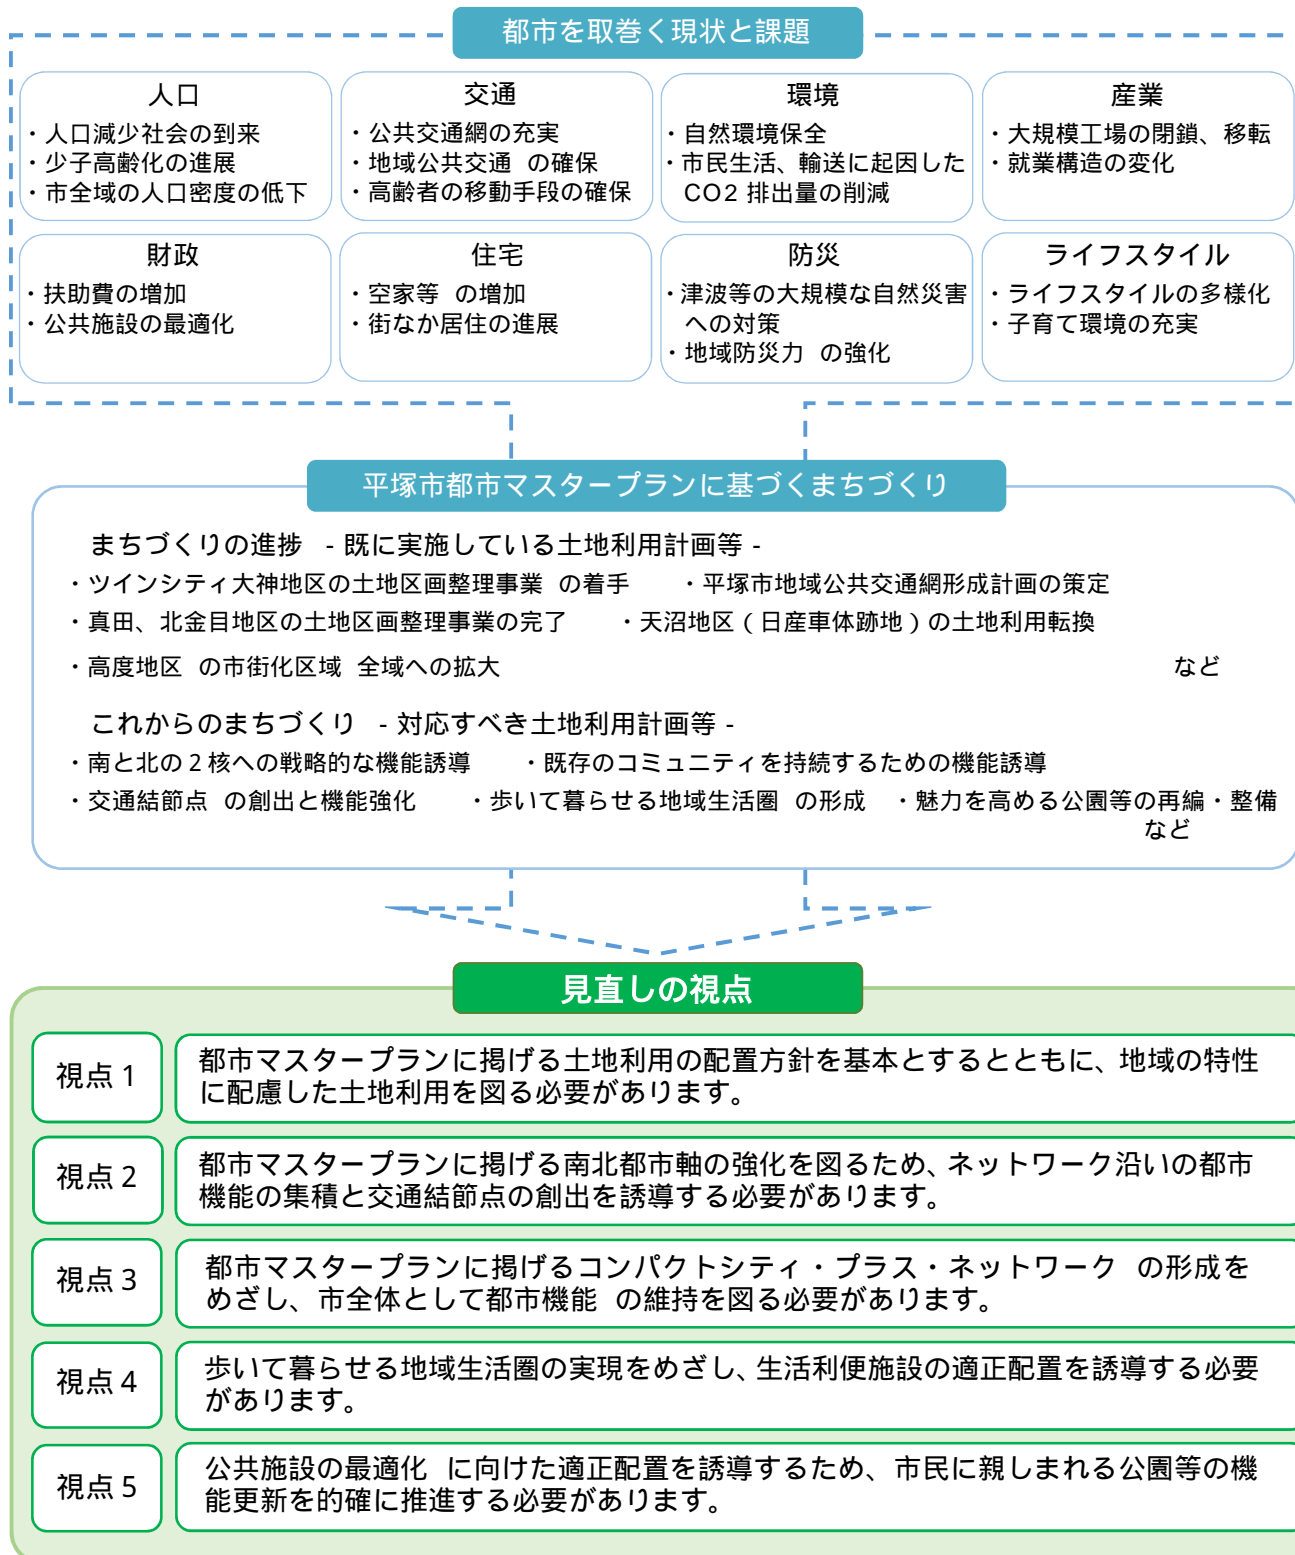 都市を取巻く現状と課題
人口
・人口減少社会の到来
・少子高齢化の進展
・市全域の人口密度の低下
交通
・公共交通網の充実
・地域公共交通 の確保
・高齢者の移動手段の確保
環境
・自然環境保全
・市民生活、輸送に起因した
CO2 排出量の削減
産業
・大規模工場の閉鎖、移転
・就業構造の変化
財政
・扶助費の増加
・公共施設の最適化
住宅
・空家等 の増加
・街なか居住の進展
防災
・津波等の大規模な自然災害
への対策
・地域防災力 の強化
ライフスタイル
・ライフスタイルの多様化
・子育て環境の充実
平塚市都市マスタープランに基づくまちづくり
まちづくりの進捗 - 既に実施している土地利用計画等 -
・ツインシティ大神地区の土地区画整理事業 の着手 ・平塚市地域公共交通網形成計画の策定
・真田、北金目地区の土地区画整理事業の完了 ・天沼地区（日産車体跡地）の土地利用転換
・高度地区 の市街化区域 全域への拡大 など
これからのまちづくり - 対応すべき土地利用計画等 -
・南と北の２核への戦略的な機能誘導 ・既存のコミュニティを持続するための機能誘導
・交通結節点 の創出と機能強化 ・歩いて暮らせる地域生活圏 の形成 ・魅力を高める公園等の再編・整備
など
見直しの視点
視点１
都市マスタープランに掲げる土地利用の配置方針を基本とするとともに、地域の特性
に配慮した土地利用を図る必要があります。
視点２
都市マスタープランに掲げる南北都市軸の強化を図るため、ネットワーク沿いの都市
機能の集積と交通結節点の創出を誘導する必要があります。
視点３
都市マスタープランに掲げるコンパクトシティ・プラス・ネットワーク の形成を
めざし、市全体として都市機能 の維持を図る必要があります。
視点４
歩いて暮らせる地域生活圏の実現をめざし、生活利便施設の適正配置を誘導する必要
があります。
視点５
公共施設の最適化 に向けた適正配置を誘導するため、市民に親しまれる公園等の機
能更新を的確に推進する必要があります。